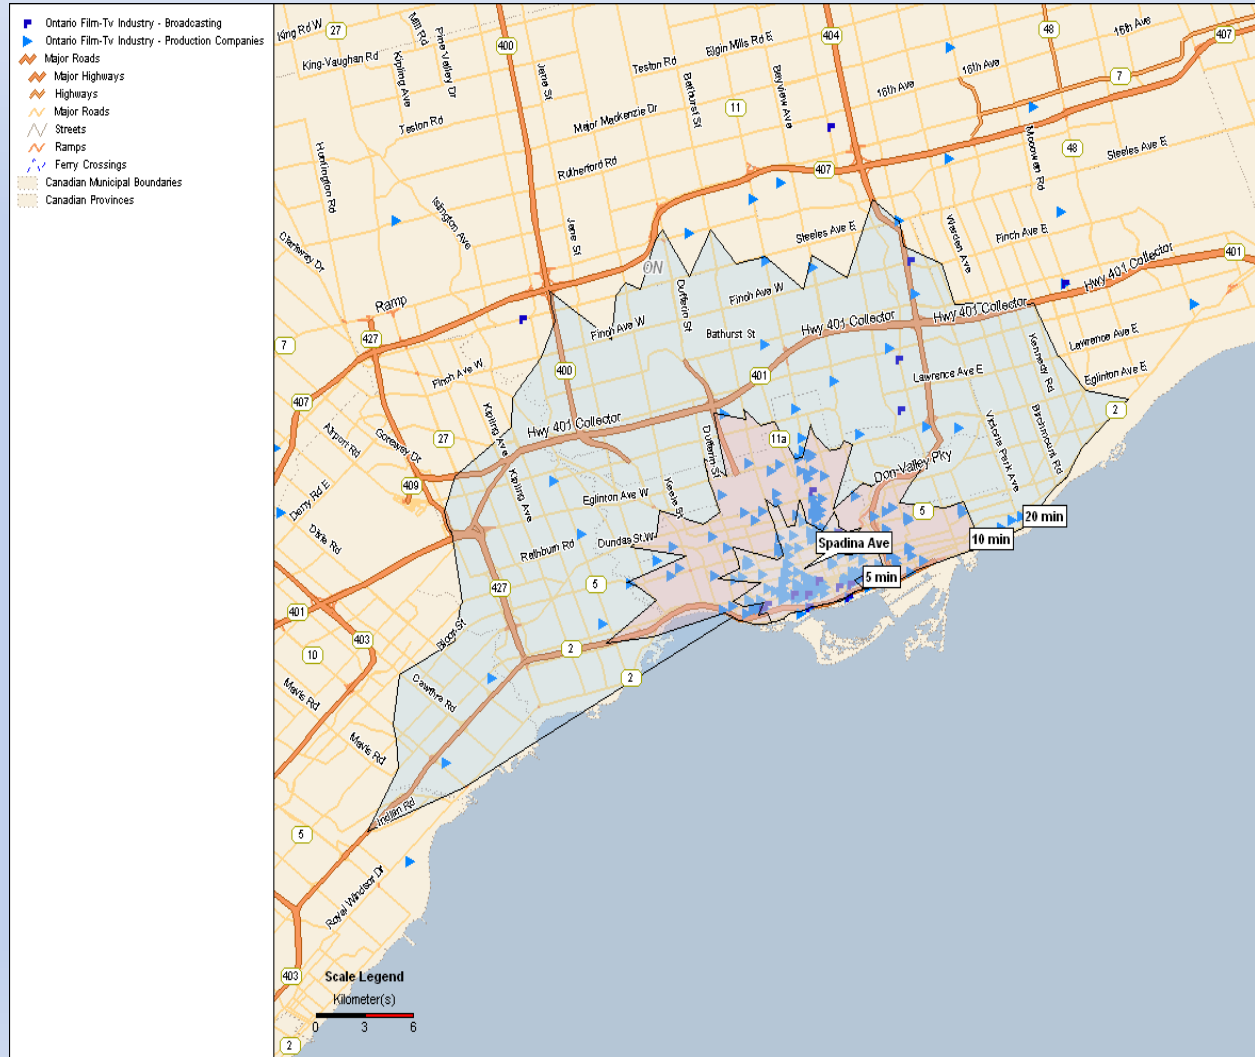 Ontario Film-Tv Industry - Broadcasting
Ontario Film-Tv Industry - Production Companies
Major Roads
Major Highways
Highways
Major Roads
Streets
Ramps
Ferry Crossings
Canadian Municipal Boundaries
Canadian Provinces
King Rd W
27
Mill Rd
Pine Valley Dr
Kipling Ave
King-Vaughan Rd
400
Jane St
Teston Rd
Elgin Mills Rd E
Bathurst St
Bayview Ave
404
48
16th Ave
407
16th Ave
7
16th Ave
11
Major Mackenzie Dr
Teston Rd
Huntington Rd
Rutherford Rd
407
Mccowen Rd
48
Steeles Ave E
Islington Ave
Jane St
Steeles Ave E
Warden Ave
Finch Ave E
Clarkway Dr
ON
Hwy 401 Collector
401
Ramp
Dufferin St
Finch Ave W
Hwy 401 Collector
Hwy 401 Collector
427
7
Finch Ave W
Bathurst St
Kennedy Rd
Lawrence Ave E
400
401
Lawrence Ave E
Eglinton Ave E
Finch Ave W
407
Kipling Ave
Hwy 401 Collector
Dufferin St
11a
Victoria Park Ave
Birchmount Rd
2
Airport Rd
27
Goreway Dr
Don-Valley Pky
409
Kipling Ave
Eglinton Ave W
Keele St
5
Derry Rd E
Dixie Rd
Rathburn Rd
Dundas St W
Spadina Ave
10 min
20 min
5 min
427
5
401
403
Bloor St
10
2
2
Mavis Rd
Cawthra Rd
Mavis Rd
Indian Rd
5
Royal Windsor Dr
403
Scale Legend
Kilometer(s)
0 3 6
2